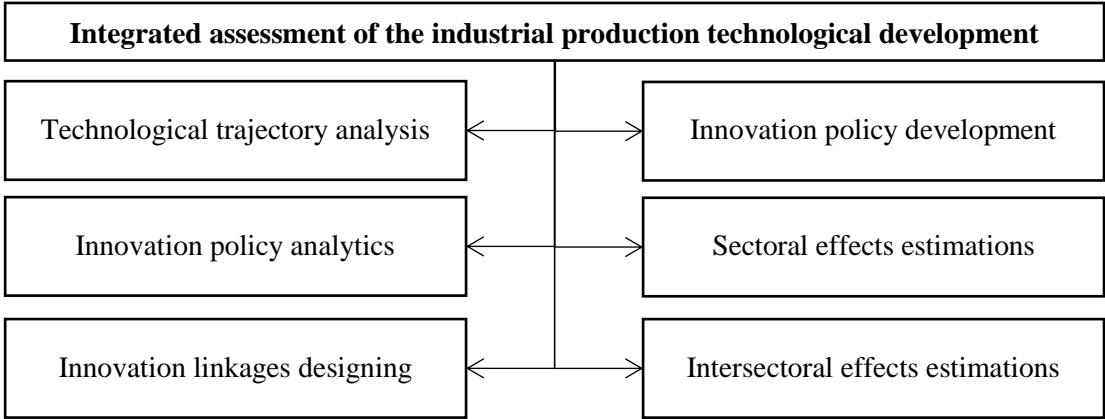 Integrated assessment of the industrial production technological development
Technological trajectory analysis
Innovation policy development
Innovation policy analytics
Sectoral effects estimations
Innovation linkages designing
Intersectoral effects estimations